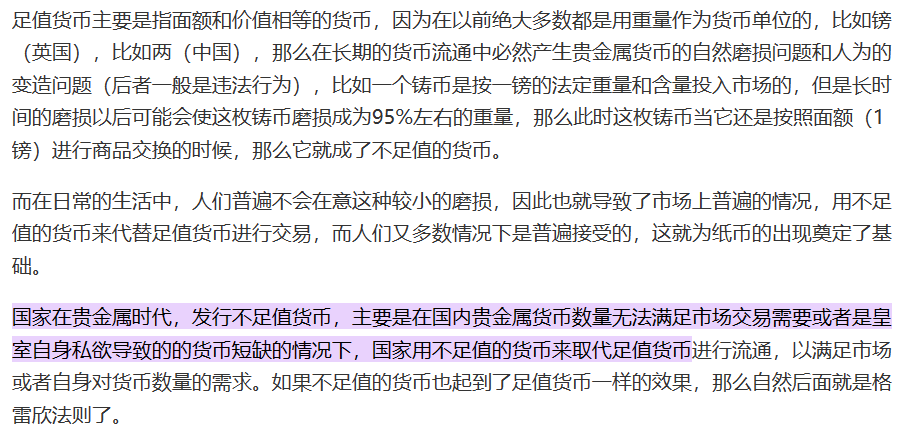 足值货币主要是指面额和价值相等的货币，因为在以前绝大多数都是用重量作为货币单位的，比如镑
（英国），比如两（中国），那么在长期的货币流通中必然产生贵金属货币的自然磨损问题和人为的
变造问题（后者一般是违法行为），比如一个铸币是按一镑的法定重量和含量投入市场的，但是长时
间的磨损以后可能会使这枚铸币磨损成为95%左右的重量，那么此时这枚铸币当它还是按照面额（1
镑）进行商品交换的时候，那么它就成了不足值的货币。
而在日常的生活中，人们普遍不会在意这种较小的磨损，因此也就导致了市场上普遍的情况，用不足
值的货币来代替足值货币进行交易，而人们又多数情况下是普遍接受的，这就为纸币的出现奠定了基
础。
国家在贵金属时代，发行不足值货币，主要是在国内贵金属货币数量无法满足市场交易需要或者是皇
室自身私欲导致的的货币短缺的情况下，国家用不足值的货币来取代足值货币进行流通，以满足市场
或者自身对货币数量的需求。如果不足值的货币也起到了足值货币一样的效果，那么自然后面就是格
雷欣法则了。